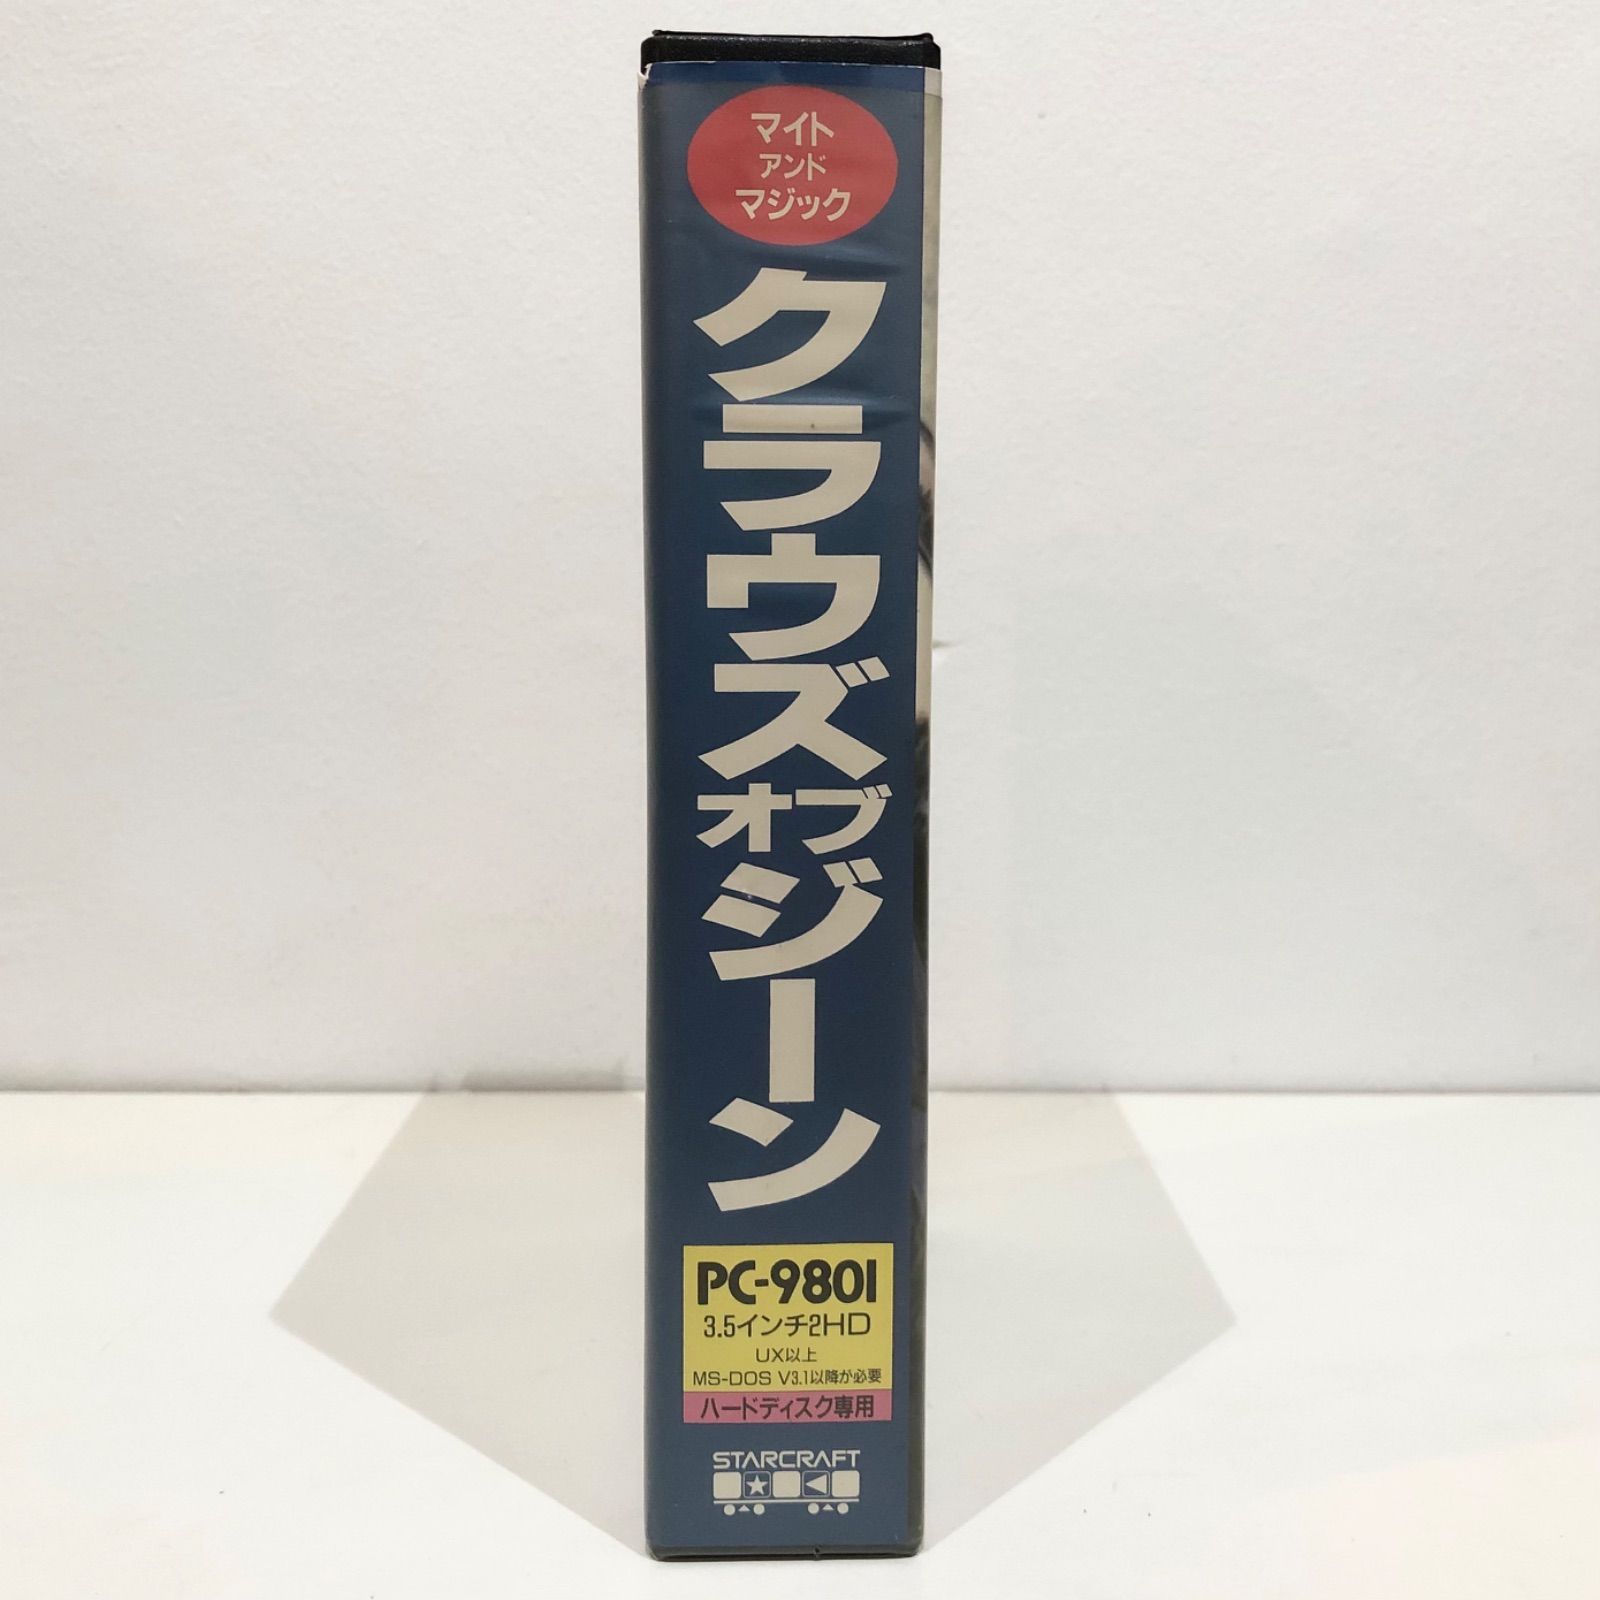 マイト
アンド
マジック
クラウズオブジーン
PC-9801
3.5インチ2HD
UX以上
MS-DOS V3.1以降が必要
ハードディスク専用
STARCRAFT